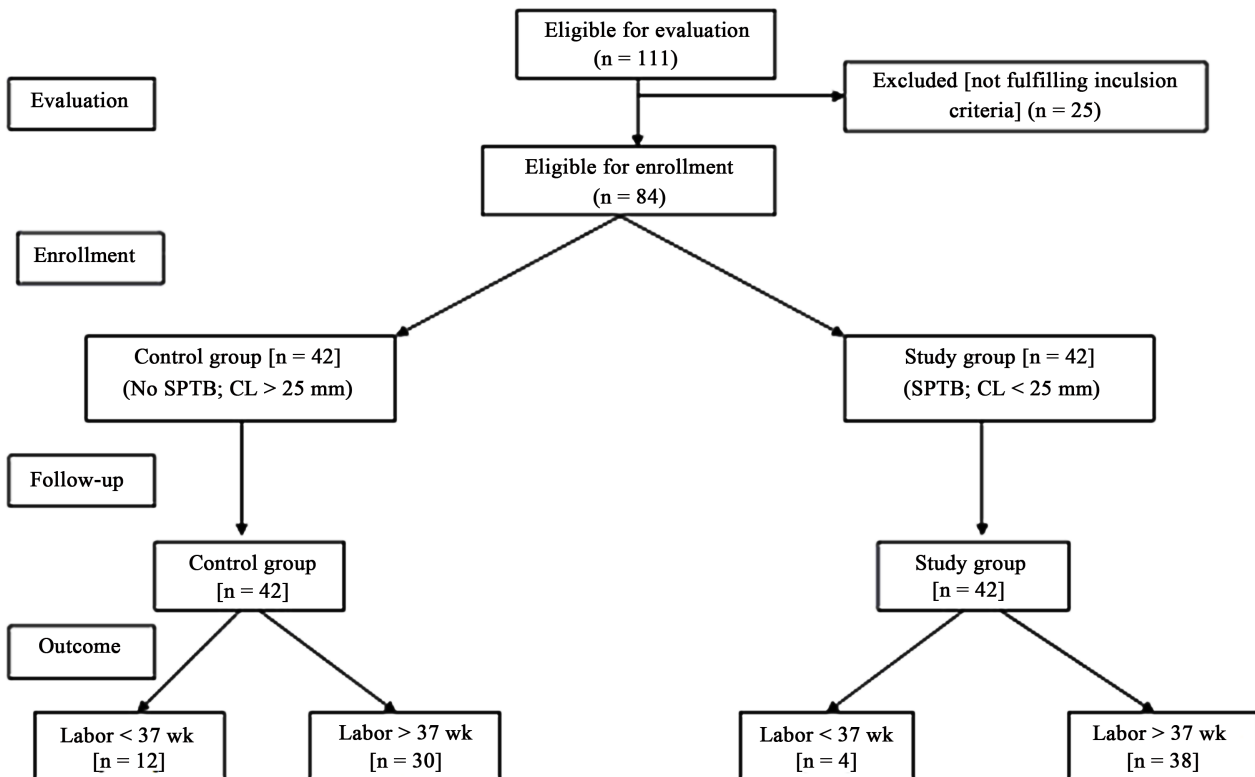 Eligible for evaluation
(n = 111)
Evaluation
Excluded [not fulfilling inculsion
criteria] (n = 25)
Eligible for enrollment
(n = 84)
Enrollment
Control group [n = 42]
(No SPTB; CL > 25 mm)
Study group [n = 42]
(SPTB; CL < 25 mm)
Follow-up
Control group
[n = 42]
Study group
[n = 42]
Outcome
Labor < 37 wk
[n = 12]
Labor > 37 wk
[n = 30]
Labor < 37 wk
[n = 4]
Labor > 37 wk
[n = 38]